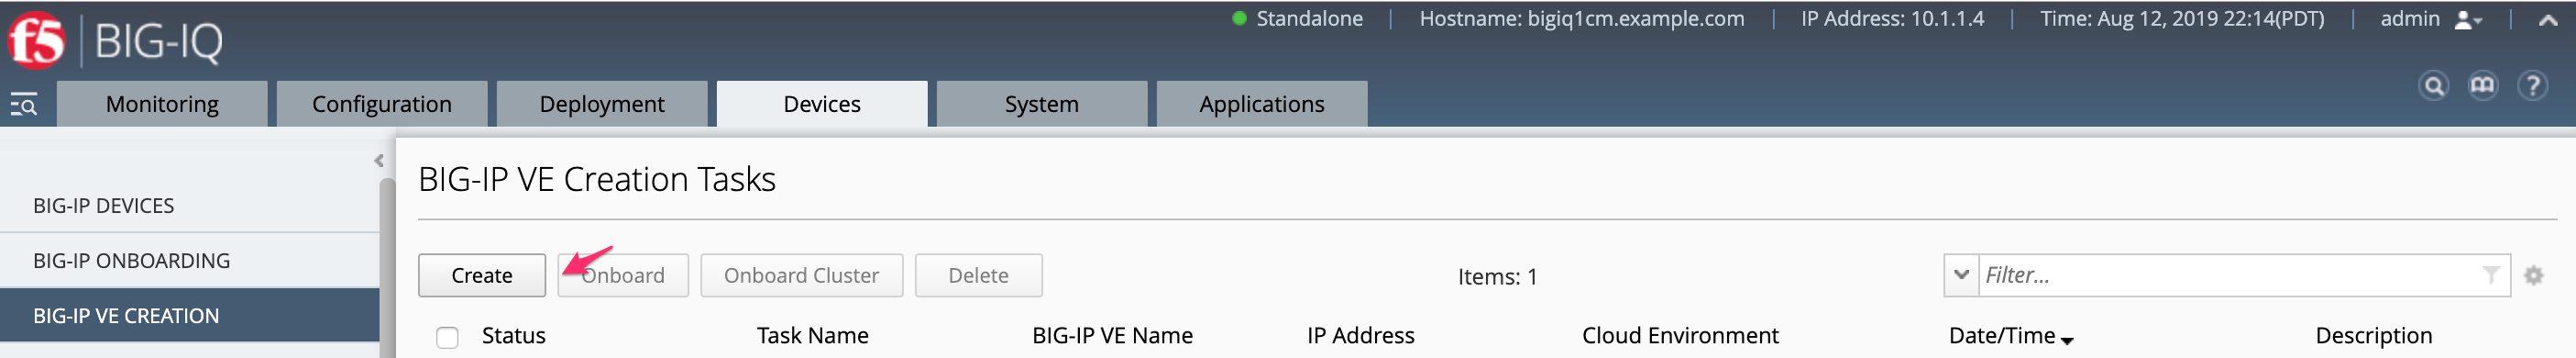 Standalone Hostname: bigiq1cm.example.com IP Address: 10.1.1.4 Time: Aug 12, 2019 22:14(PDT) admin
f5 BIG-IQ
Monitoring Configuration Deployment Devices System Applications
BIG-IP VE Creation Tasks
BIG-IP DEVICES
BIG-IP ONBOARDING
BIG-IP VE CREATION
Create Onboard Onboard Cluster Delete Items: 1 Filter...
Status Task Name BIG-IP VE Name IP Address Cloud Environment Date/Time Description